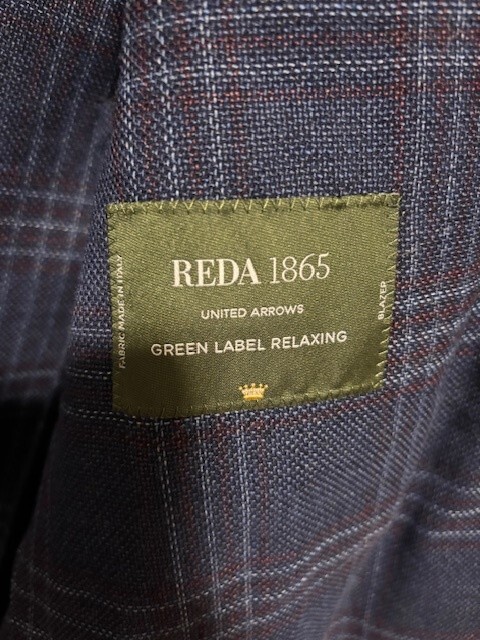 REDA 1865
UNITED ARROWS
GREEN LABEL RELAXING
FABRIC MADE IN ITALY
BLAZER